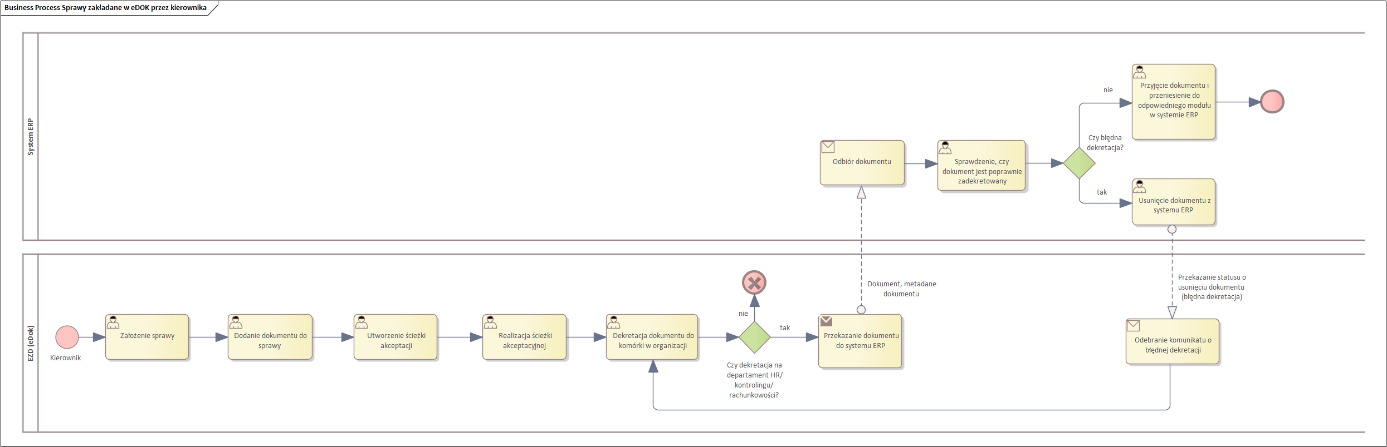 Business Process Sprawy zakładane w eDOK przez kierownika
System ERP
Odbiór dokumentu
Sprawdzenie, czy
dokument jest poprawnie
zadekretowany
Czy błędna
dekretacja?
nie
Przyjęcie dokumentu i
przeniesienie do
odpowiedniego modułu
w systemie ERP
tak
Usunięcie dokumentu z
systemu ERP
EZD (eDok)
Kierownik
Założenie sprawy
Dodanie dokumentu do
sprawy
Utworzenie ścieżki
akceptacji
Realizacja ścieżki
akceptacyjnej
Dekretacja dokumentu do
komórki w organizacji
nie
tak
Czy dekretacja na
departament HR/
kontrolingu/
rachunkowości?
Przekazanie dokumentu
do systemu ERP
Dokument, metadane
dokumentu
Przekazanie statusu o
usunięciu dokumentu
(błędna dekretacja)
Odebranie komunikatu o
błędnej dekretacji